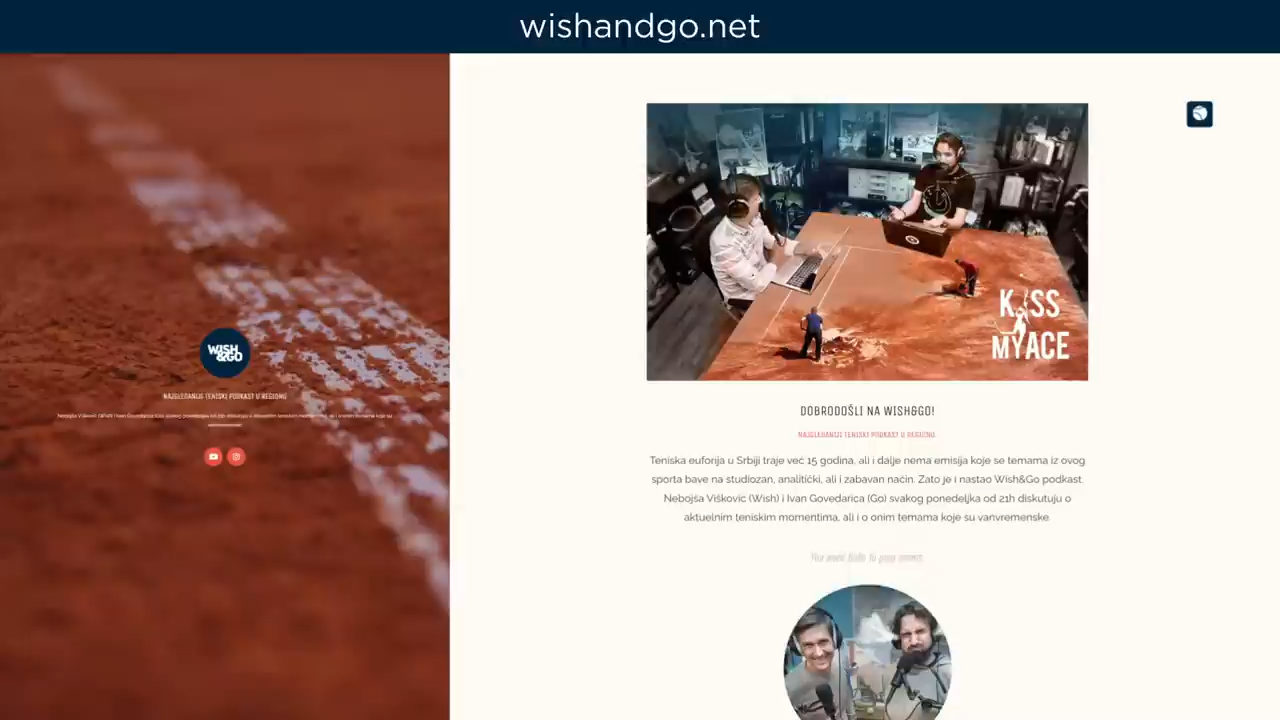 wishandgo.net
WISH
&GO
NAJGLEDANIJI TENISKI PODKAST U REGIONU
KISS
MY ACE
DOBRODOŠLI NA WISH&GO!
NAJGLEDANIJI TENISKI PODKAST U REGIONU
Teniska euforija u Srbiji traje već 15 godina, ali i dalje nema emisija koje se temama iz ovog
sporta bave na studiozan, analitički, ali i zabavan način. Zato je i nastao Wish&Go podkast.
Nebojša Višković (Wish) i Ivan Govedarica (Go) svakog ponedeljka od 21h diskutuju o
aktuelnim teniskim momentima, ali i o onim temama koje su vanvremenske.